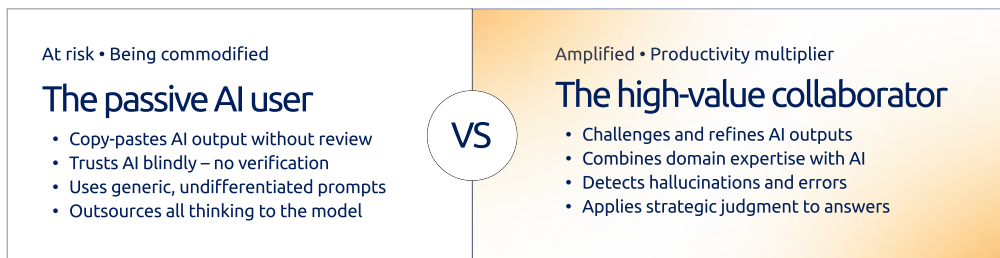 At risk • Being commodified
The passive AI user
• Copy-pastes AI output without review
• Trusts AI blindly – no verification
• Uses generic, undifferentiated prompts
• Outsources all thinking to the model
VS
Amplified • Productivity multiplier
The high-value collaborator
• Challenges and refines AI outputs
• Combines domain expertise with AI
• Detects hallucinations and errors
• Applies strategic judgment to answers